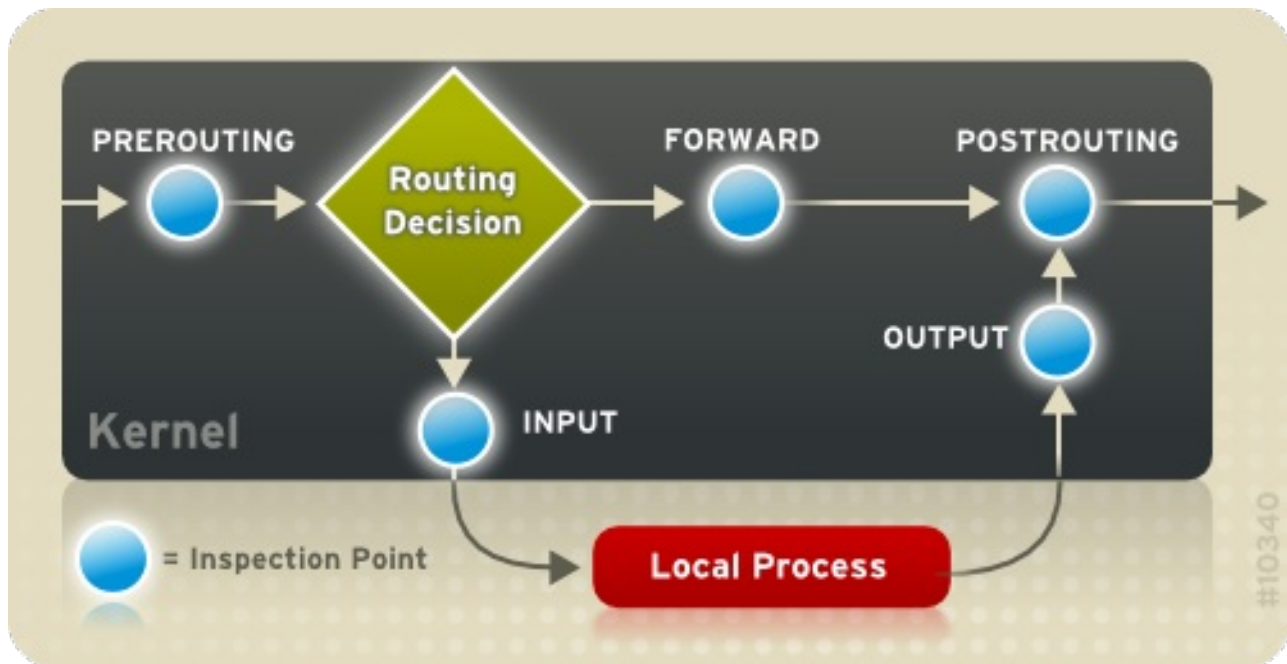 PREROUTING
Routing
Decision
FORWARD
POSTROUTING
OUTPUT
INPUT
Kernel
= Inspection Point
Local Process
#10340